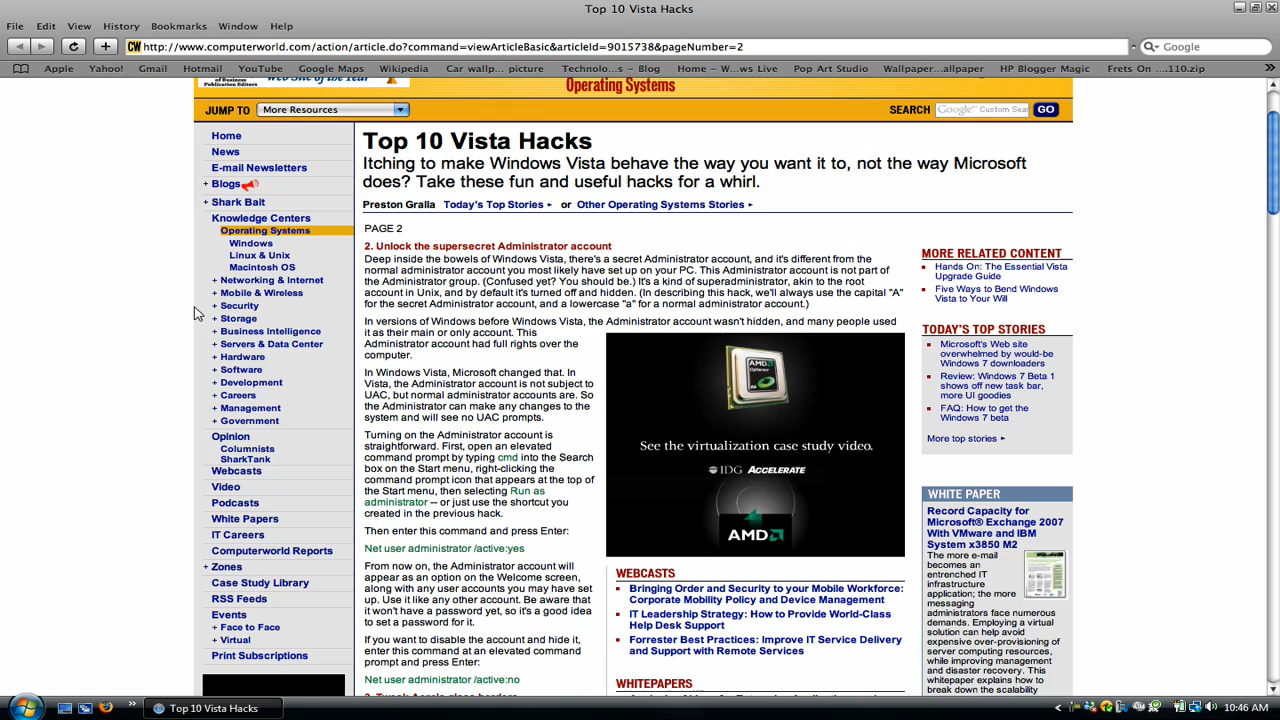 Top 10 Vista Hacks
File Edit View History Bookmarks Window Help
CW http://www.computerworld.com/action/article.do?command=viewArticleBasic&articleId=9015738&pageNumber=2
Google
Apple Yahoo! Gmail Hotmail YouTube Google Maps Wikipedia Car wallp... picture Technolo...s - Blog Home - W...ws Live Pop Art Studio Wallpaper...allpaper HP Blogger Magic Frets On ....110.zip
of Business
Publication Editors
Operating Systems
JUMP TO More Resources
SEARCH Google™ Custom Sear GO
Home
News
E-mail Newsletters
+ Blogs
+ Shark Bait
Knowledge Centers
Operating Systems
Windows
Linux & Unix
Macintosh OS
+ Networking & Internet
+ Mobile & Wireless
+ Security
+ Storage
+ Business Intelligence
+ Servers & Data Center
+ Hardware
+ Software
+ Development
+ Careers
+ Management
+ Government
Opinion
Columnists
SharkTank
Webcasts
Video
Podcasts
White Papers
IT Careers
Computerworld Reports
+ Zones
Case Study Library
RSS Feeds
Events
+ Face to Face
+ Virtual
Print Subscriptions
Top 10 Vista Hacks
Itching to make Windows Vista behave the way you want it to, not the way Microsoft
does? Take these fun and useful hacks for a whirl.
Preston Gralla Today's Top Stories or Other Operating Systems Stories
PAGE 2
2. Unlock the supersecret Administrator account
Deep inside the bowels of Windows Vista, there's a secret Administrator account, and it's different from the
normal administrator account you most likely have set up on your PC. This Administrator account is not part of
the Administrator group. (Confused yet? You should be.) It's a kind of superadministrator, akin to the root
account in Unix, and by default it's turned off and hidden. (In describing this hack, we'll always use the capital "A"
for the secret Administrator account, and a lowercase "a" for a normal administrator account.)
In versions of Windows before Windows Vista, the Administrator account wasn't hidden, and many people used
it as their main or only account. This
Administrator account had full rights over the
computer.
In Windows Vista, Microsoft changed that. In
Vista, the Administrator account is not subject to
UAC, but normal administrator accounts are. So
the Administrator can make any changes to the
system and will see no UAC prompts.
Turning on the Administrator account is
straightforward. First, open an elevated
command prompt by typing cmd into the Search
box on the Start menu, right-clicking the
command prompt icon that appears at the top of
the Start menu, then selecting Run as
administrator -- or just use the shortcut you
created in the previous hack.
Then enter this command and press Enter:
Net user administrator /active:yes
From now on, the Administrator account will
appear as an option on the Welcome screen,
along with any user accounts you may have set
up. Use it like any other account. Be aware that
it won't have a password yet, so it's a good idea
to set a password for it.
If you want to disable the account and hide it,
enter this command at an elevated command
prompt and press Enter:
Net user administrator /active:no
AMD
Opteron
See the virtualization case study video.
IDG ACCELERATE
AMD
WEBCASTS
Bringing Order and Security to your Mobile Workforce:
Corporate Mobility Policy and Device Management
IT Leadership Strategy: How to Provide World-Class
Help Desk Support
Forrester Best Practices: Improve IT Service Delivery
and Support with Remote Services
WHITEPAPERS
MORE RELATED CONTENT
Hands On: The Essential Vista
Upgrade Guide
Five Ways to Bend Windows
Vista to Your Will
TODAY'S TOP STORIES
Microsoft's Web site
overwhelmed by would-be
Windows 7 downloaders
Review: Windows 7 Beta 1
shows off new task bar,
more UI goodies
FAQ: How to get the
Windows 7 beta
More top stories
WHITE PAPER
Record Capacity for
Microsoft® Exchange 2007
With VMware and IBM
System x3850 M2
The more e-mail
becomes an
entrenched IT
infrastructure
application; the more
messaging
administrators face numerous
demands. Employing a virtual
solution can help avoid
expensive over-provisioning
of server computing resources,
while improving management
and disaster recovery. This
whitepaper explains how to
break down the scalability
Top 10 Vista Hacks
10:46 AM